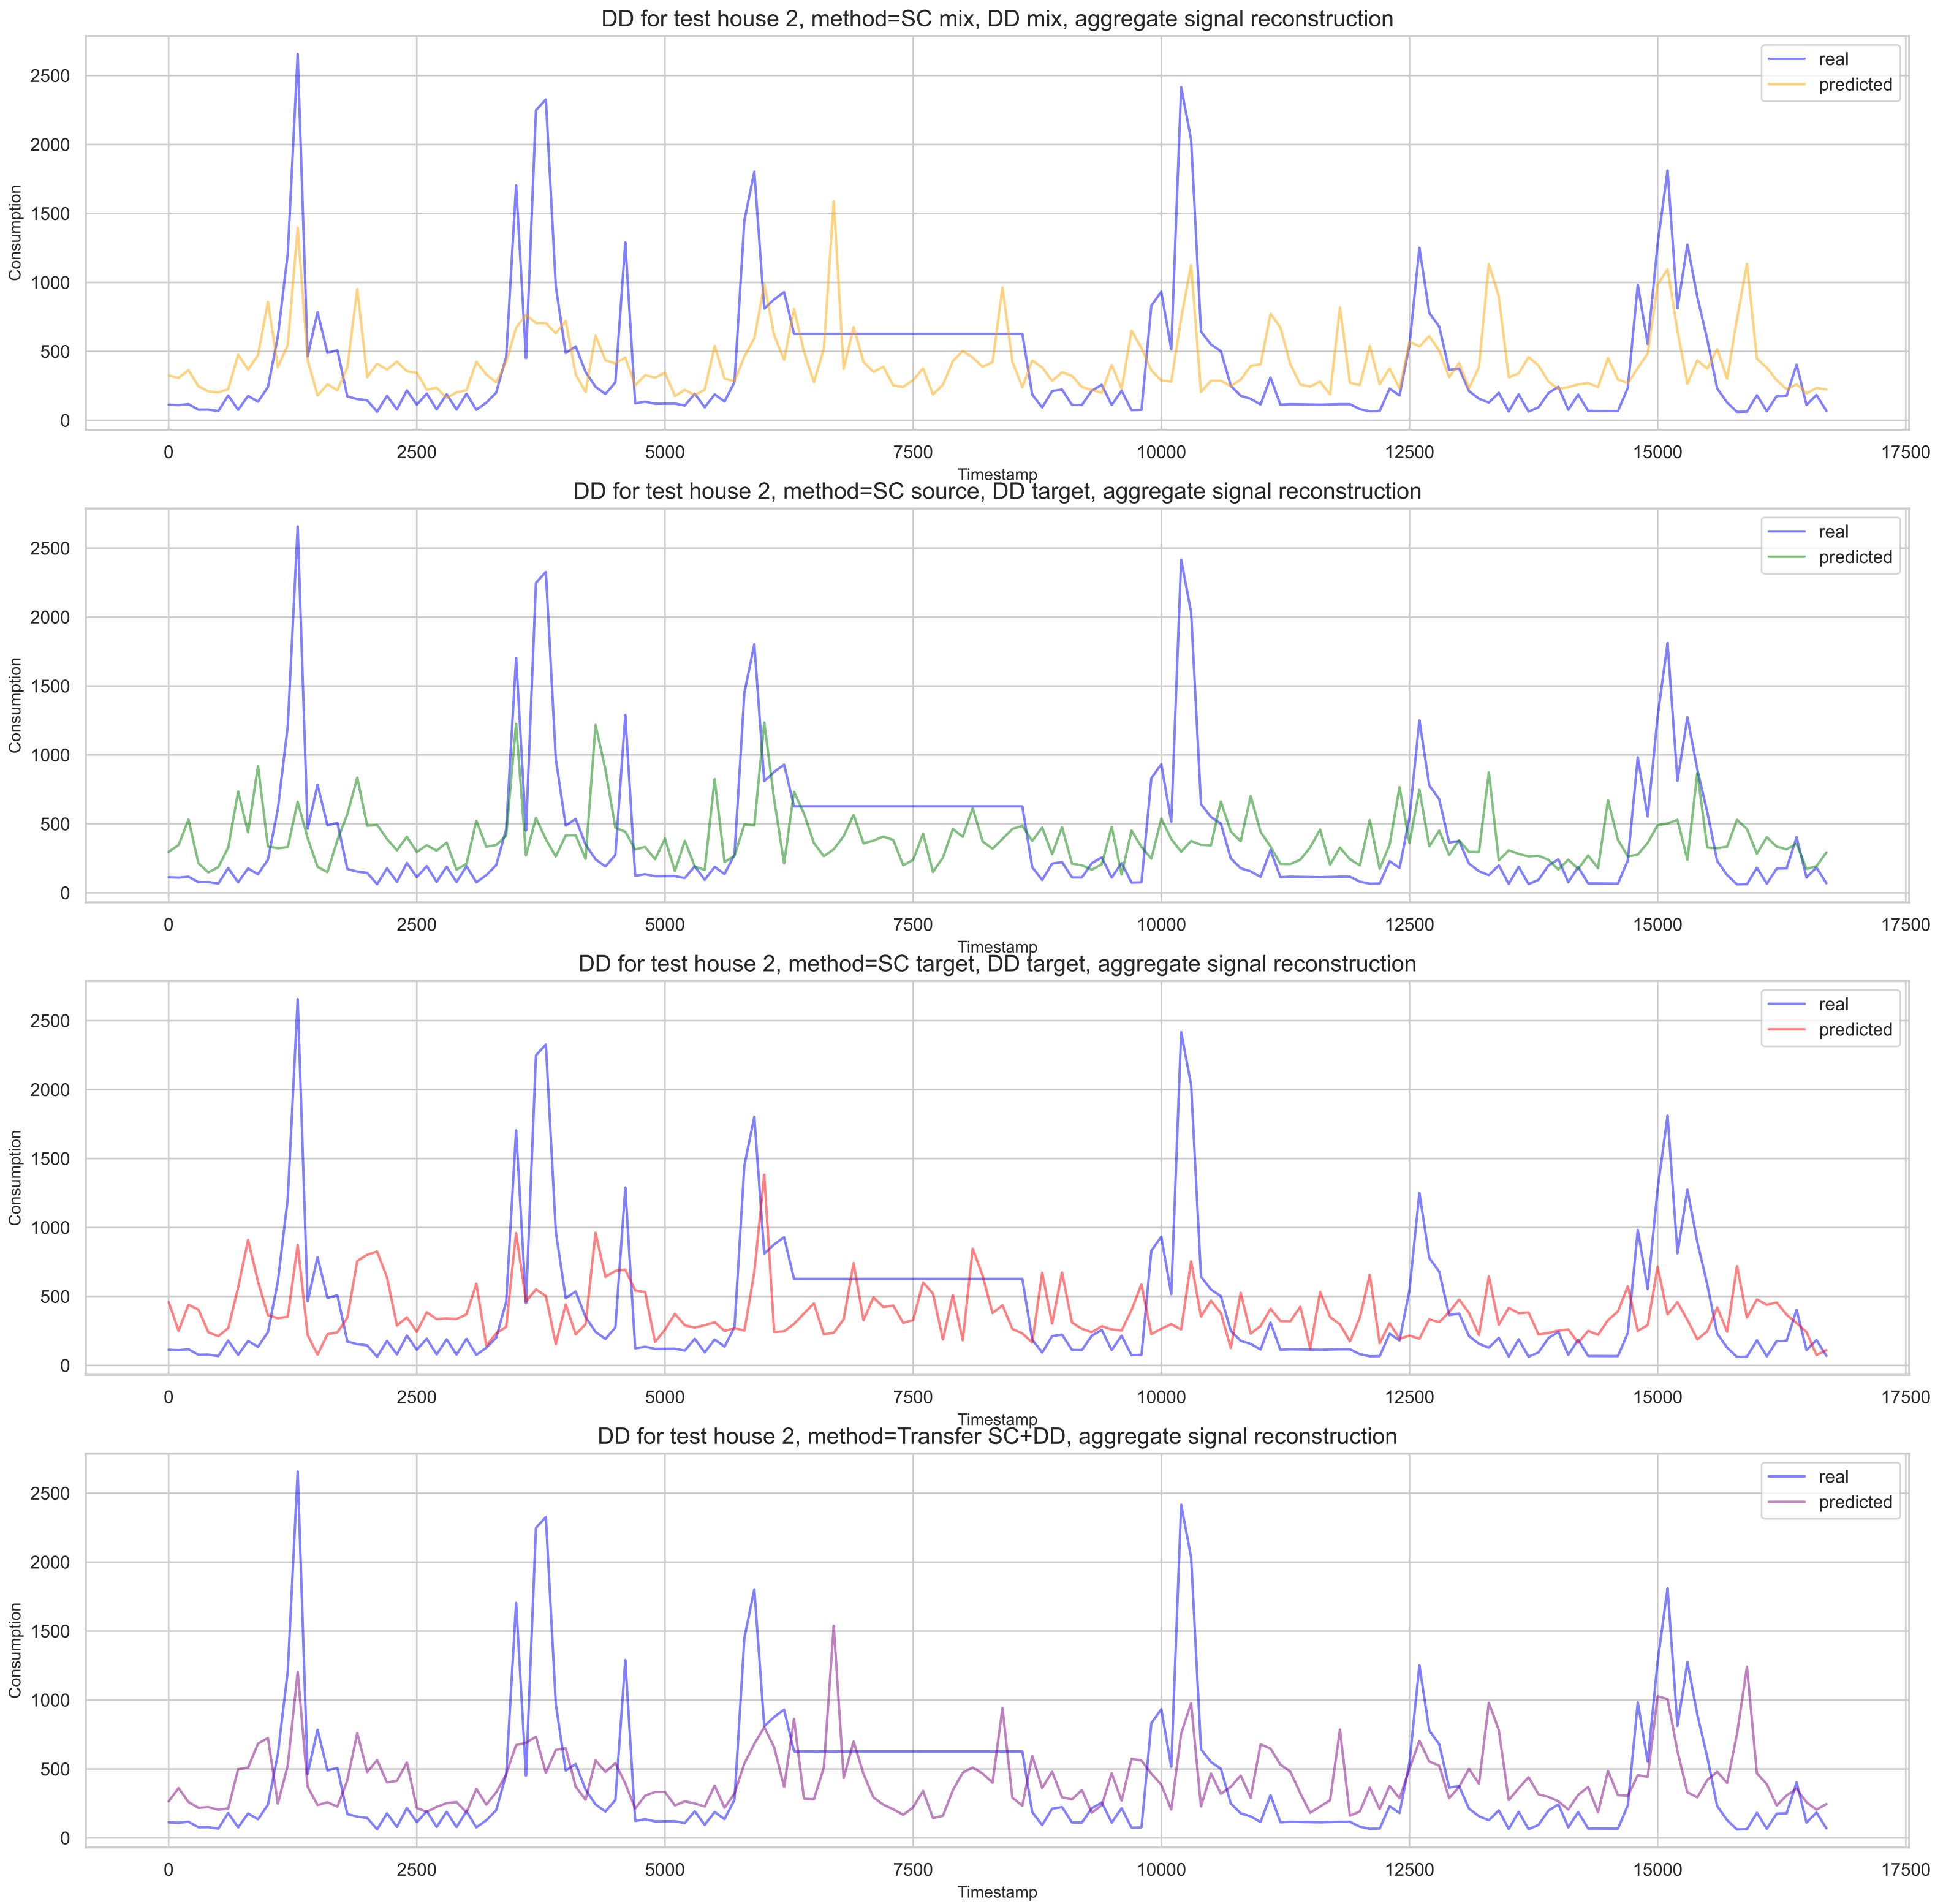 DD for test house 2, method=SC mix, DD mix, aggregate signal reconstruction
real
predicted
Consumption
2500
2000
1500
1000
500
0
0 2500 5000 7500 10000 12500 15000 17500
Timestamp
DD for test house 2, method=SC source, DD target, aggregate signal reconstruction
real
predicted
Consumption
2500
2000
1500
1000
500
0
0 2500 5000 7500 10000 12500 15000 17500
Timestamp
DD for test house 2, method=SC target, DD target, aggregate signal reconstruction
real
predicted
Consumption
2500
2000
1500
1000
500
0
0 2500 5000 7500 10000 12500 15000 17500
Timestamp
DD for test house 2, method=Transfer SC+DD, aggregate signal reconstruction
real
predicted
Consumption
2500
2000
1500
1000
500
0
0 2500 5000 7500 10000 12500 15000 17500
Timestamp